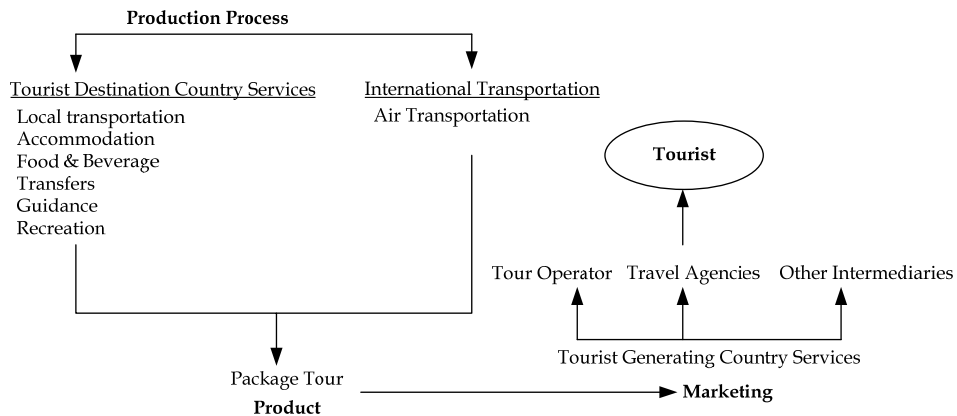 Production Process
Tourist Destination Country Services
Local transportation
Accommodation
Food & Beverage
Transfers
Guidance
Recreation
International Transportation
Air Transportation
Package Tour
Product
Tourist
Tour Operator
Travel Agencies
Other Intermediaries
Tourist Generating Country Services
Marketing